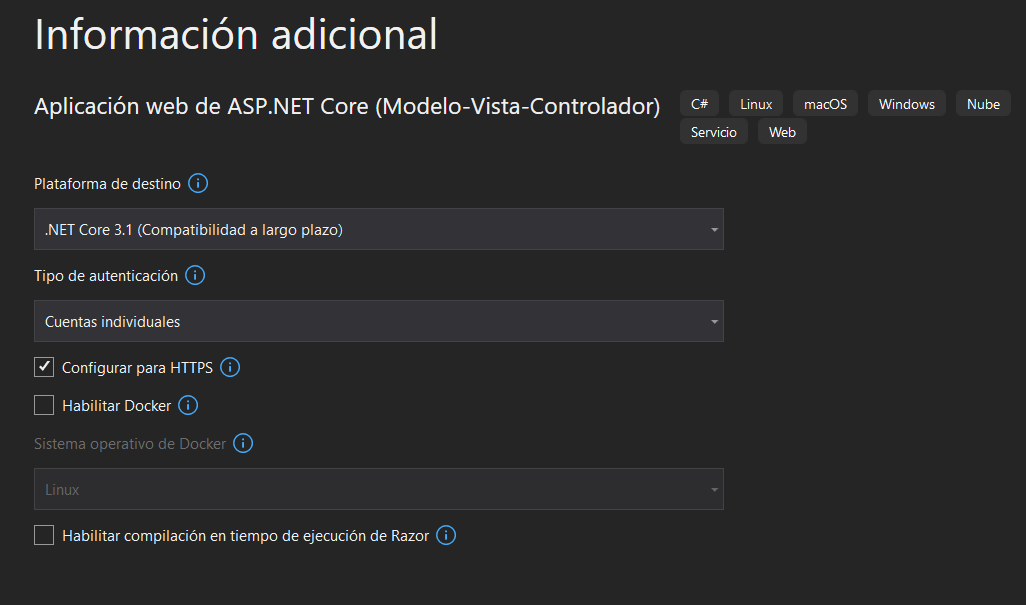 Información adicional
Aplicación web de ASP.NET Core (Modelo-Vista-Controlador) C# Linux macOS Windows Nube
Servicio Web
Plataforma de destino
.NET Core 3.1 (Compatibilidad a largo plazo)
Tipo de autenticación
Cuentas individuales
Configurar para HTTPS
Habilitar Docker
Sistema operativo de Docker
Linux
Habilitar compilación en tiempo de ejecución de Razor